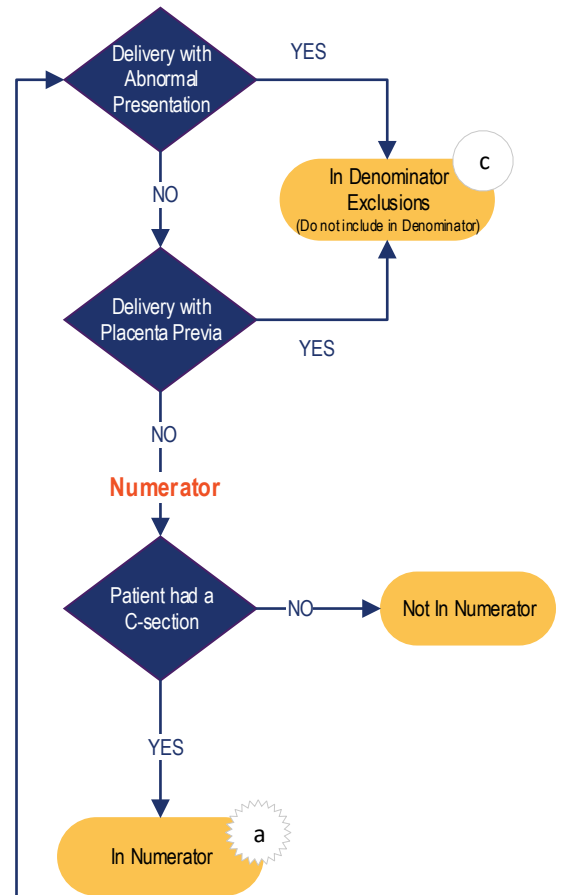 Delivery with
Abnormal
Presentation
YES
c
In Denominator
Exclusions
(Do not include in Denominator)
NO
Delivery with
Placenta Previa
YES
NO
Numerator
Patient had a
C-section
NO
Not In Numerator
YES
a
In Numerator